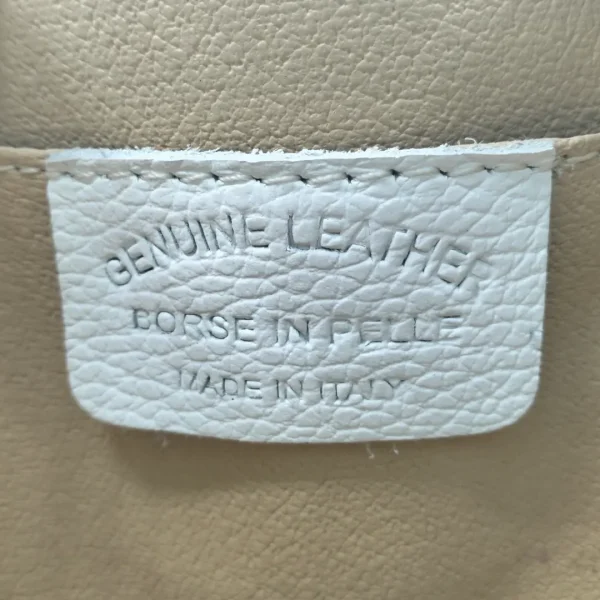 GENUINE LEATHER
BORSE IN PELLE
MADE IN ITALY